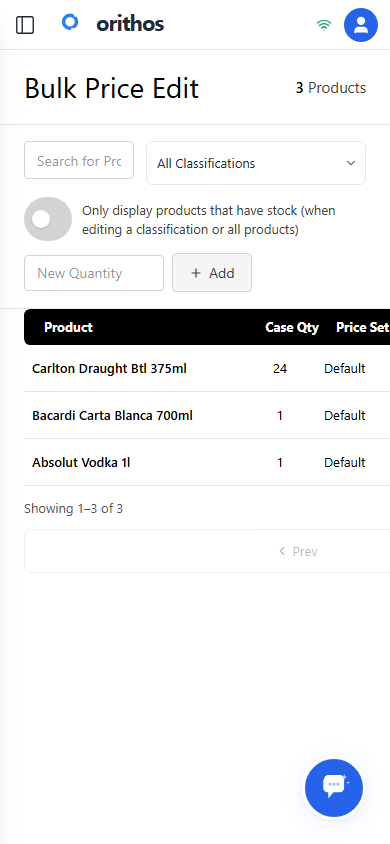 orithos
Bulk Price Edit
3 Products
Search for Prc
All Classifications
Only display products that have stock (when
editing a classification or all products)
New Quantity
+ Add
Product Case Qty Price Set
Carlton Draught Btl 375ml 24 Default
Bacardi Carta Blanca 700ml 1 Default
Absolut Vodka 1l 1 Default
Showing 1–3 of 3
Prev